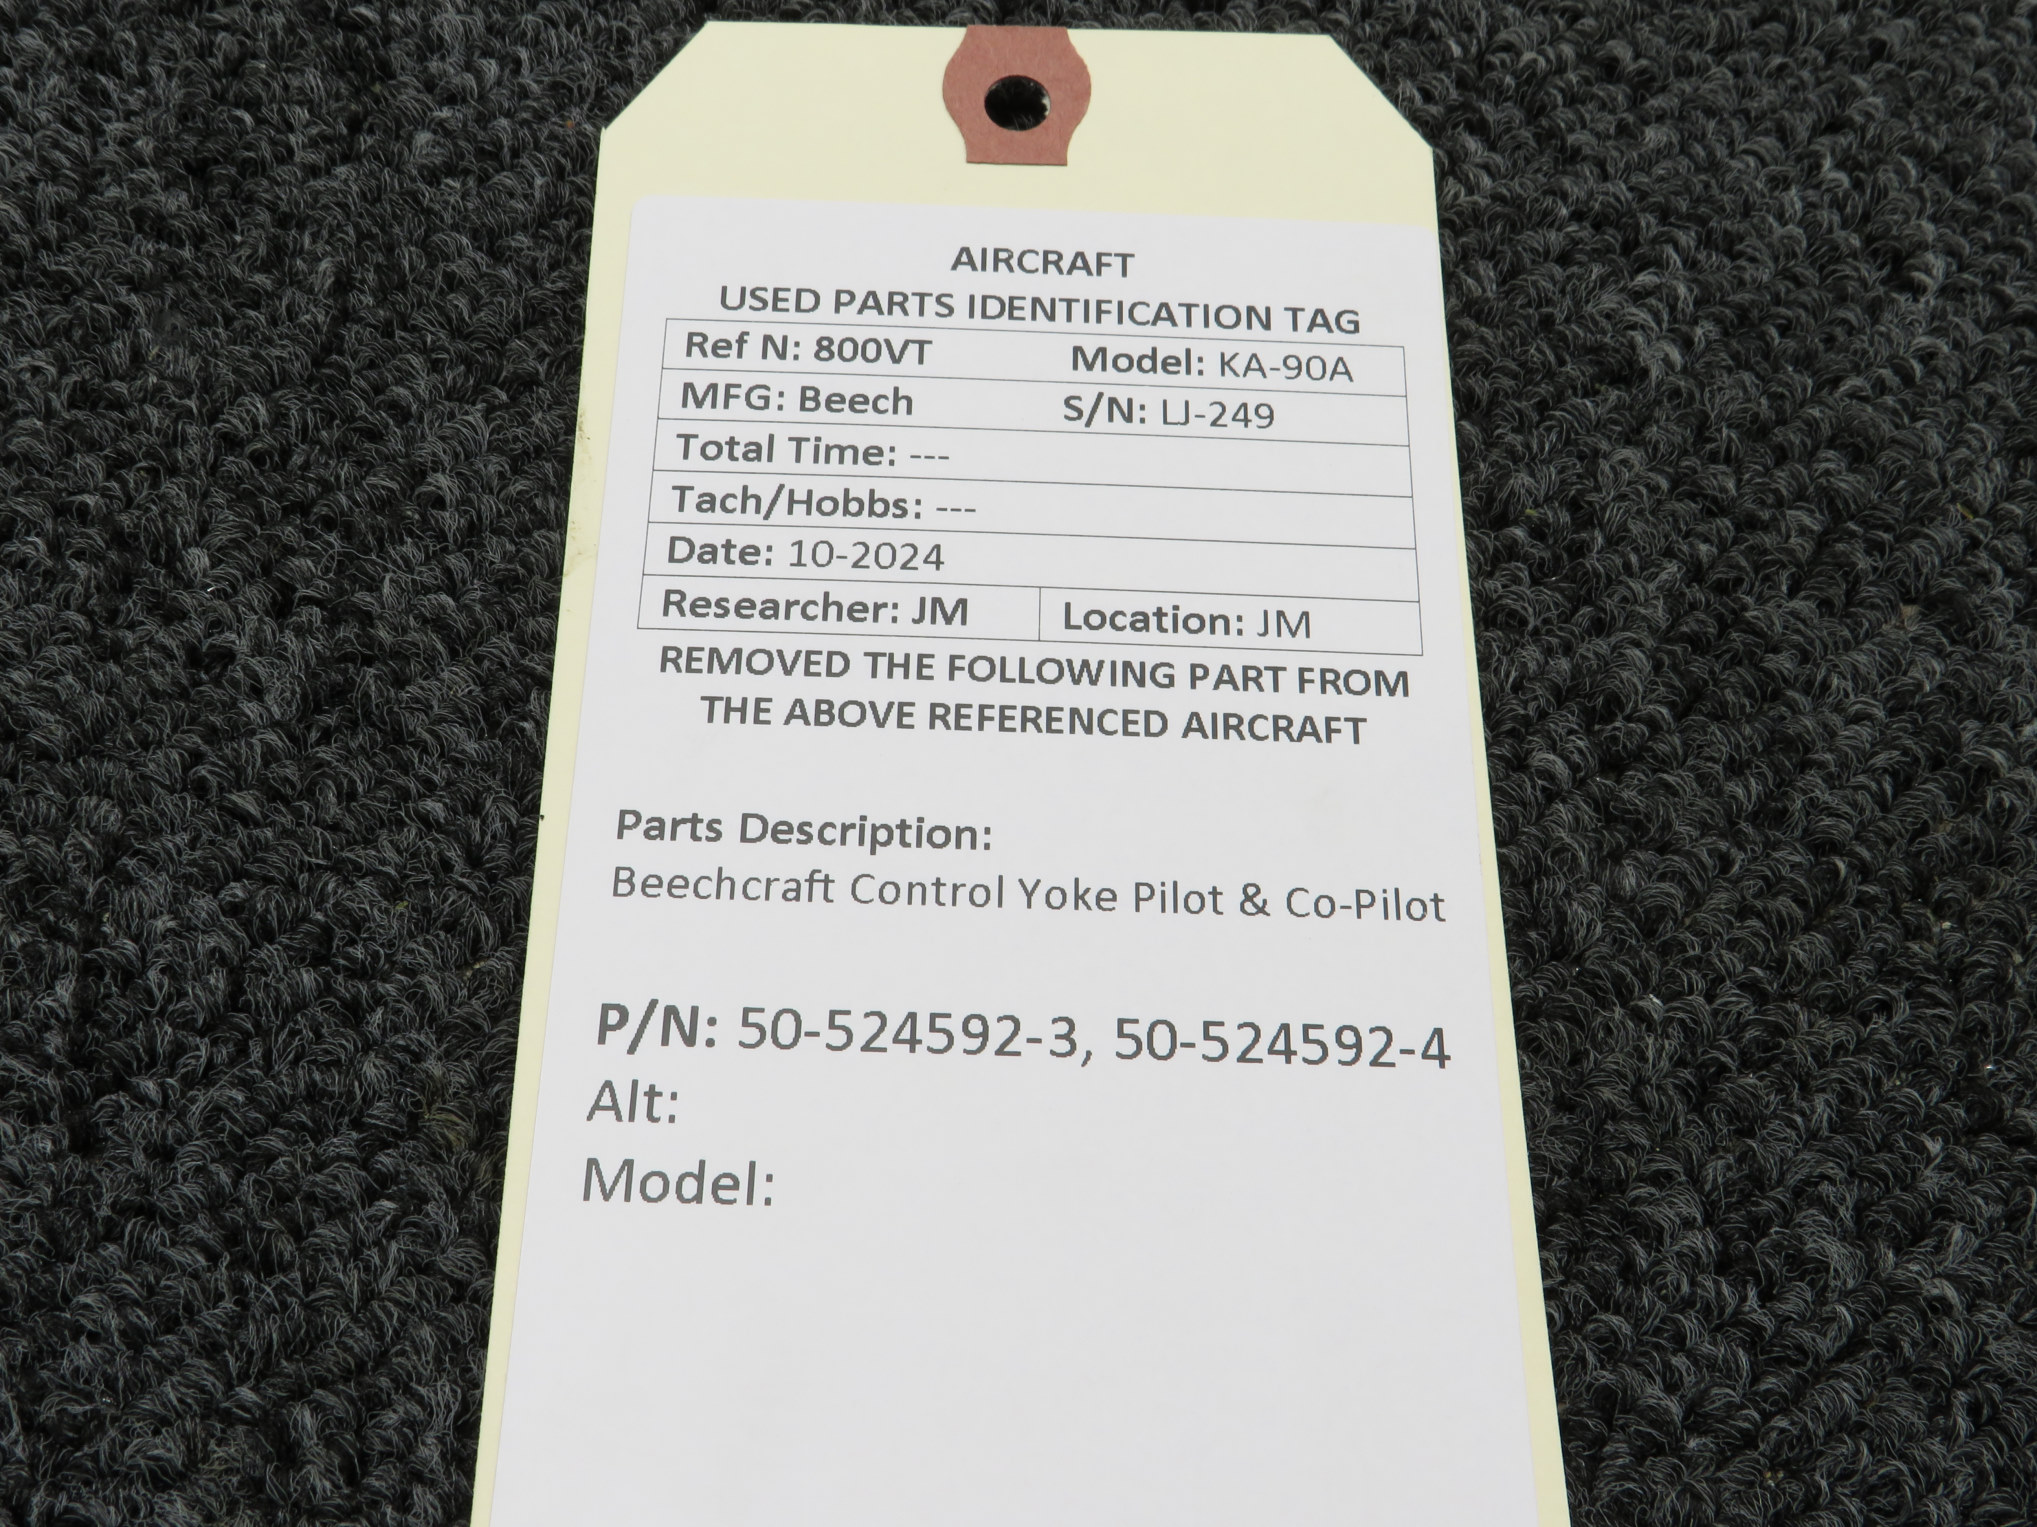 AIRCRAFT
USED PARTS IDENTIFICATION TAG
Ref N: 800VT Model: KA-90A
MFG: Beech S/N: LJ-249
Total Time: ---
Tach/Hobbs: ---
Date: 10-2024
Researcher: JM Location: JM
REMOVED THE FOLLOWING PART FROM
THE ABOVE REFERENCED AIRCRAFT
Parts Description:
Beechcraft Control Yoke Pilot & Co-Pilot
P/N: 50-524592-3, 50-524592-4
Alt:
Model: